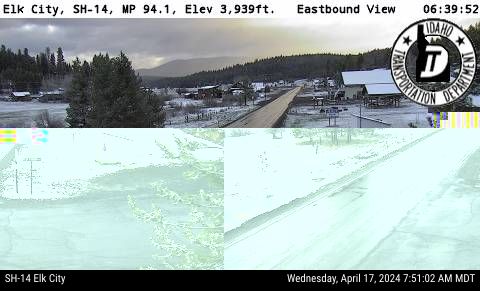 Elk City, SH-14, MP 94.1, Elev 3,939ft.   Eastbound View   06:39:52
IDAHO
TRANSPORTATION DEPARTMENT
SH-14 Elk City
Wednesday, April 17, 2024 7:51:02 AM MDT